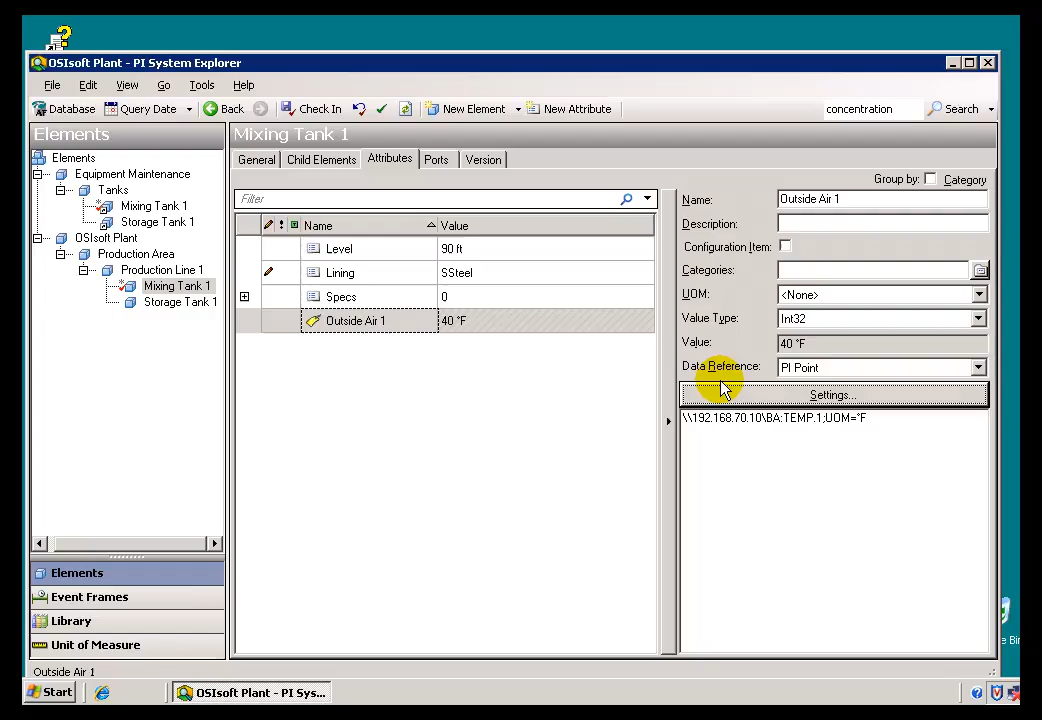 OSIsoft Plant - PI System Explorer
File Edit View Go Tools Help
Database Query Date Back Check In New Element New Attribute concentration Search
Elements
Mixing Tank 1
Elements
Equipment Maintenance
Tanks
Mixing Tank 1
Storage Tank 1
OSIsoft Plant
Production Area
Production Line 1
Mixing Tank 1
Storage Tank 1
General Child Elements Attributes Ports Version
Group by: Category
Filter
Name Value
Level 90 ft
Lining SSteel
Specs 0
Outside Air 1 40 °F
Name: Outside Air 1
Description:
Configuration Item:
Categories:
UOM: <None>
Value Type: Int32
Value: 40 °F
Data Reference: PI Point
Settings...
\\192.168.70.10\BA:TEMP.1;UOM=°F
Elements
Event Frames
Library
Unit of Measure
Outside Air 1
Start OSIsoft Plant - PI Sys...